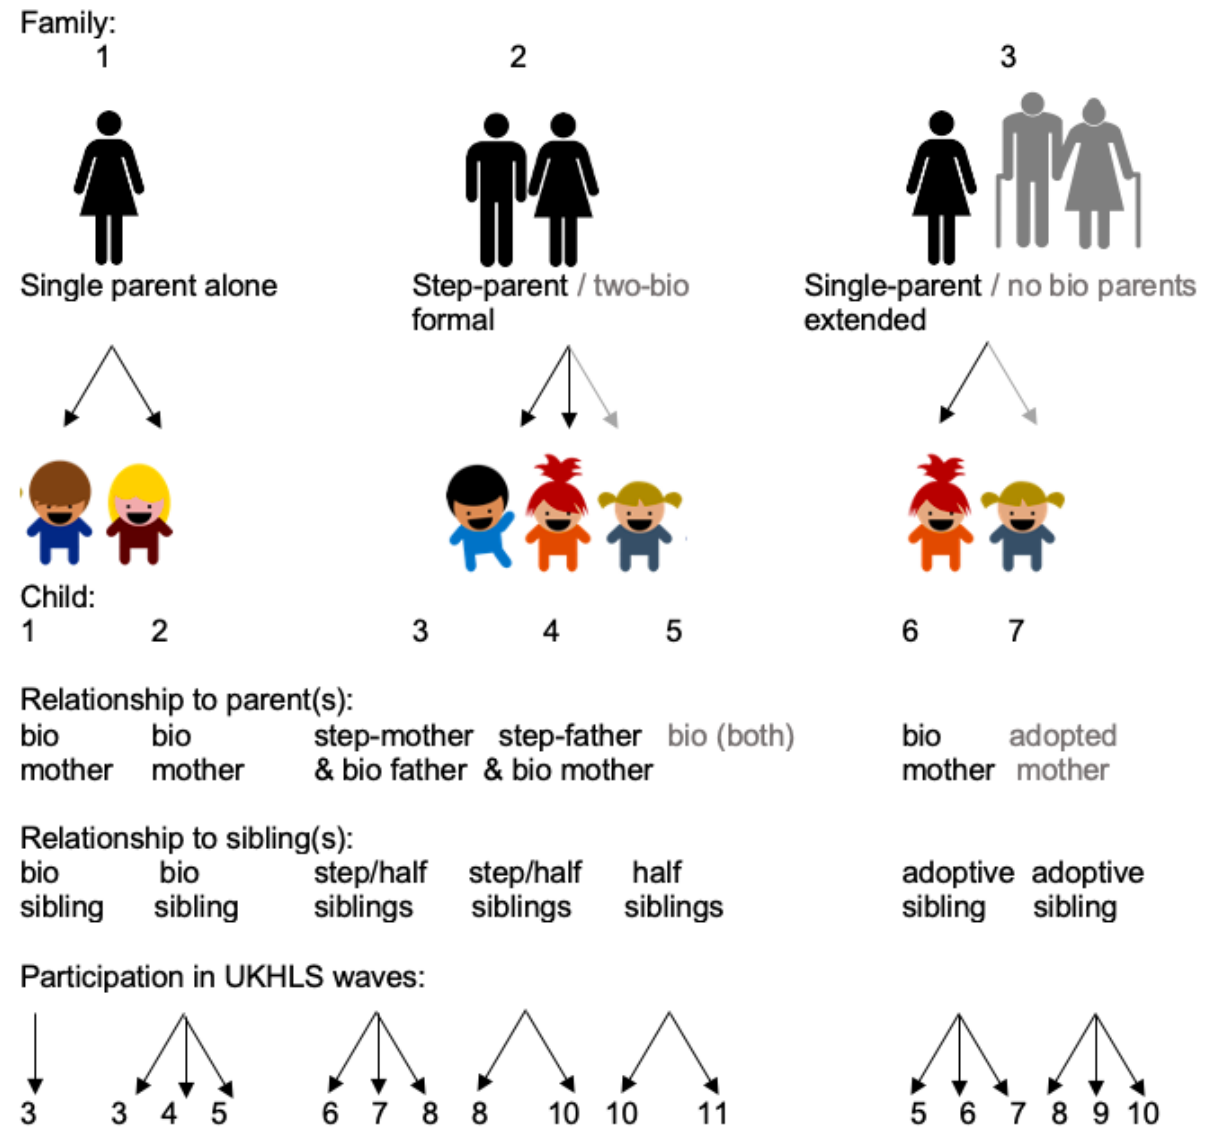 Family:
1 2 3
Single parent alone Step-parent / two-bio Single-parent / no bio parents
formal extended
Child:
1 2 3 4 5 6 7
Relationship to parent(s):
bio bio step-mother step-father bio (both) bio adopted
mother mother & bio father & bio mother mother mother
Relationship to sibling(s):
bio bio step/half step/half half adoptive adoptive
sibling sibling siblings siblings siblings sibling sibling
Participation in UKHLS waves:
3 3 4 5 6 7 8 8 10 10 11 5 6 7 8 9 10